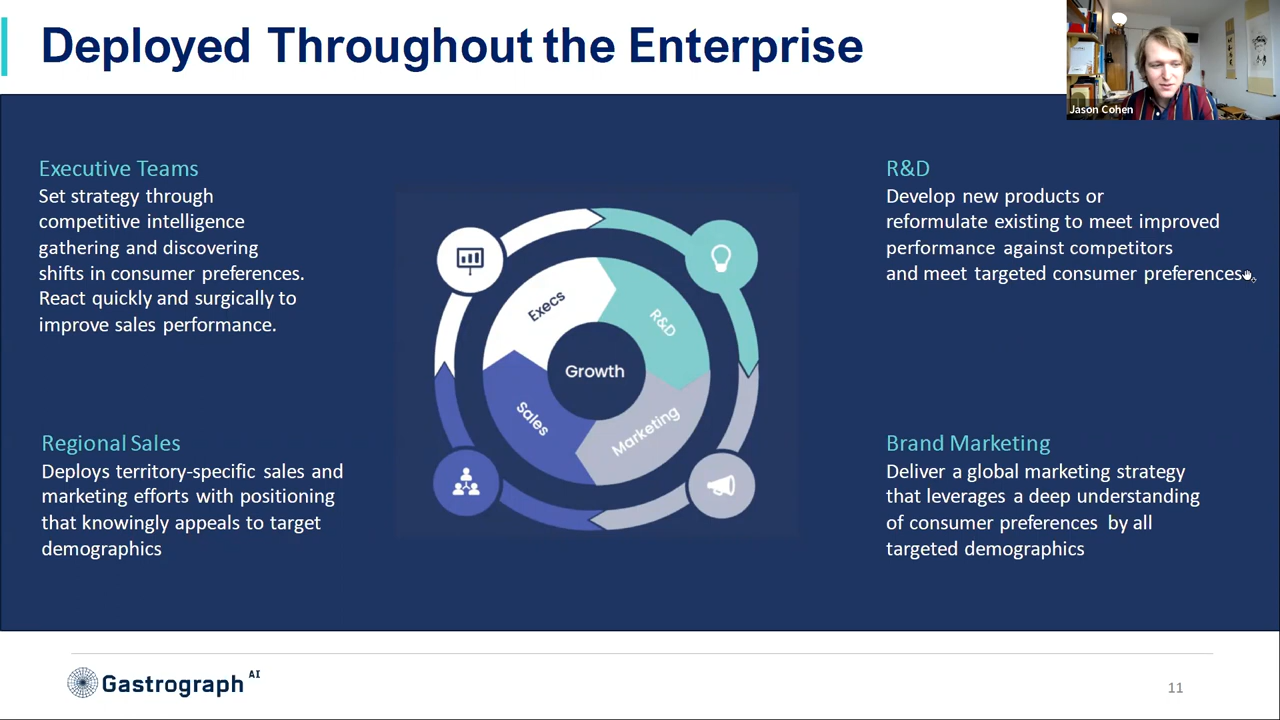 Deployed Throughout the Enterprise
Jason Cohen
Executive Teams
Set strategy through
competitive intelligence
gathering and discovering
shifts in consumer preferences.
React quickly and surgically to
improve sales performance.
R&D
Develop new products or
reformulate existing to meet improved
performance against competitors
and meet targeted consumer preferences
Execs
R&D
Growth
Sales
Marketing
Regional Sales
Deploys territory-specific sales and
marketing efforts with positioning
that knowingly appeals to target
demographics
Brand Marketing
Deliver a global marketing strategy
that leverages a deep understanding
of consumer preferences by all
targeted demographics
Gastrograph AI
11